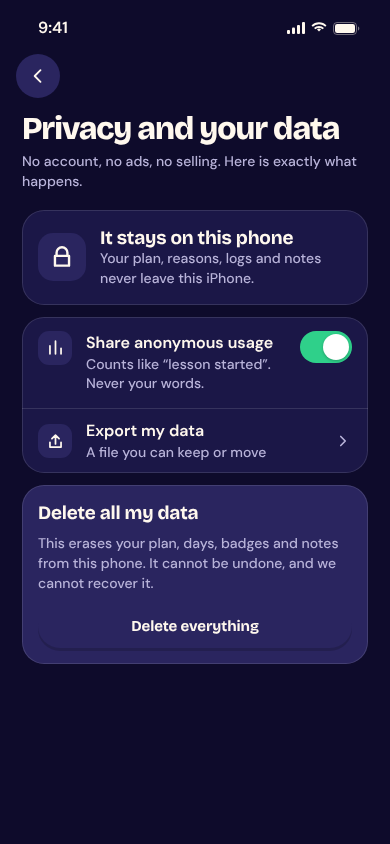 9:41
Privacy and your data
No account, no ads, no selling. Here is exactly what
happens.
It stays on this phone
Your plan, reasons, logs and notes
never leave this iPhone.
Share anonymous usage
Counts like “lesson started”.
Never your words.
Export my data
A file you can keep or move
Delete all my data
This erases your plan, days, badges and notes
from this phone. It cannot be undone, and we
cannot recover it.
Delete everything